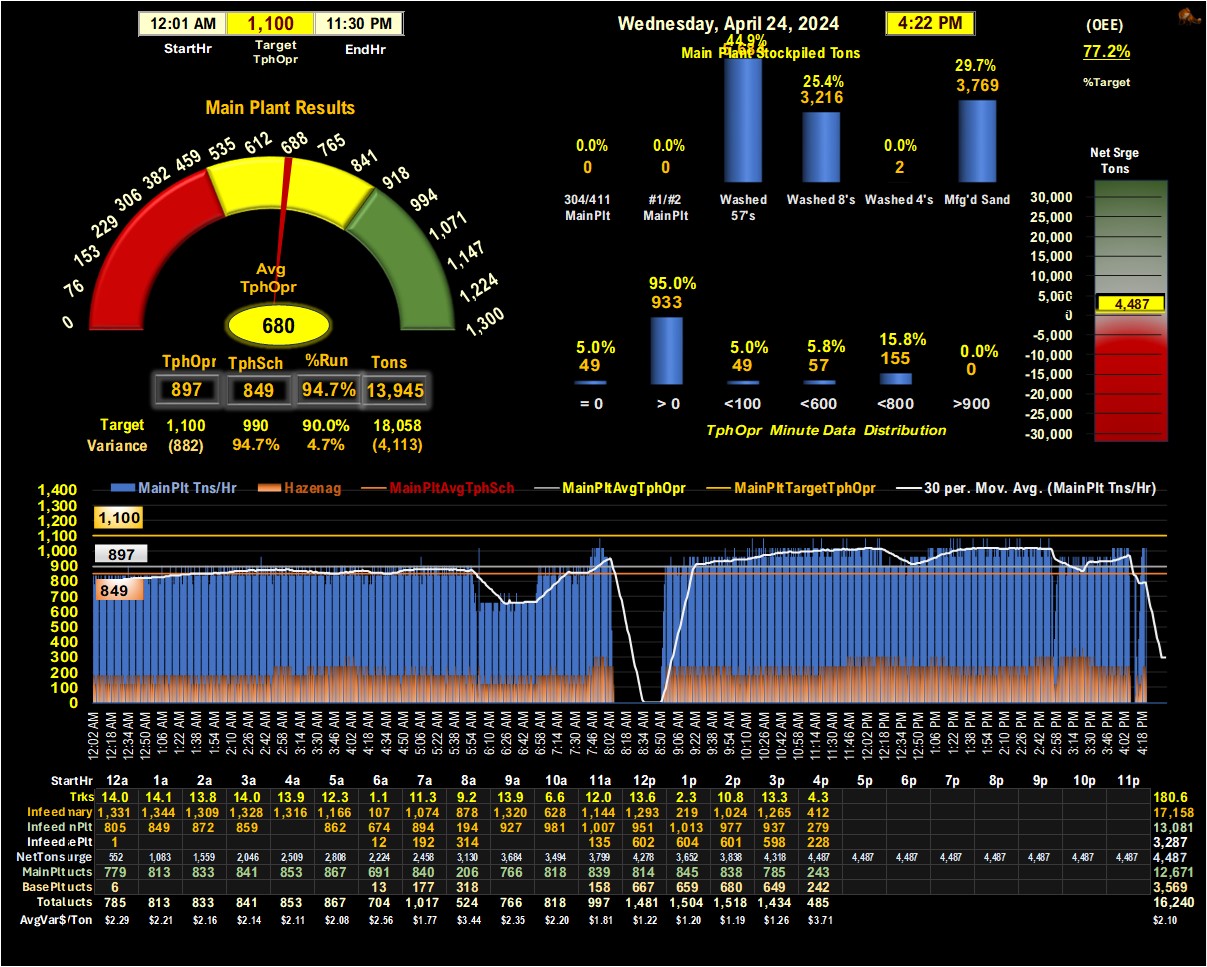 12:01 AM 1,100 11:30 PM
StartHr Target TphOpr EndHr
Wednesday, April 24, 2024 4:22 PM
(OEE)
77.2%
%Target
Main Plant Results
0 76 153 229 306 382 459 535 612 688 765 841 918 994 1,071 1,147 1,224 1,300
Avg
TphOpr
680
TphOpr TphSch %Run Tons
897 849 94.7% 13,945
Target 1,100 990 90.0% 18,058
Variance (882) 94.7% 4.7% (4,113)
Main Plant Stockpiled Tons
0.0% 0.0% 44.9% 25.4% 0.0% 29.7%
0 0 3,216 2 3,769
304/411 MainPlt #1/#2 MainPlt Washed 57's Washed 8's Washed 4's Mfg'd Sand
5.0% 95.0% 5.0% 5.8% 15.8% 0.0%
49 933 49 57 155 0
= 0 > 0 <100 <600 <800 >900
TphOpr Minute Data Distribution
Net Srge
Tons
30,000
25,000
20,000
15,000
10,000
5,000
4,487
0
-5,000
-10,000
-15,000
-20,000
-25,000
-30,000
MainPlt Tns/Hr Hazenag MainPltAvgTphSch MainPltAvgTphOpr MainPltTargetTphOpr 30 per. Mov. Avg. (MainPlt Tns/Hr)
1,400
1,300
1,200
1,100
1,000
900
800
700
600
500
400
300
200
100
0
1,100
897
849
12:02 AM 12:18 AM 12:34 AM 12:50 AM 1:06 AM 1:22 AM 1:38 AM 1:54 AM 2:10 AM 2:26 AM 2:42 AM 2:58 AM 3:14 AM 3:30 AM 3:46 AM 4:02 AM 4:18 AM 4:34 AM 4:50 AM 5:06 AM 5:22 AM 5:38 AM 5:54 AM 6:10 AM 6:26 AM 6:42 AM 6:58 AM 7:14 AM 7:30 AM 7:46 AM 8:02 AM 8:18 AM 8:34 AM 8:50 AM 9:06 AM 9:22 AM 9:38 AM 9:54 AM 10:10 AM 10:26 AM 10:42 AM 10:58 AM 11:14 AM 11:30 AM 11:46 AM 12:02 PM 12:18 PM 12:34 PM 12:50 PM 1:06 PM 1:22 PM 1:38 PM 1:54 PM 2:10 PM 2:26 PM 2:42 PM 2:58 PM 3:14 PM 3:30 PM 3:46 PM 4:02 PM 4:18 PM
StartHr 12a 1a 2a 3a 4a 5a 6a 7a 8a 9a 10a 11a 12p 1p 2p 3p 4p 5p 6p 7p 8p 9p 10p 11p
Trks 14.0 14.1 13.8 14.0 13.9 12.3 1.1 11.3 9.2 13.9 6.6 12.0 13.6 2.3 10.8 13.3 4.3 180.6
Infeed mary 1,331 1,344 1,309 1,328 1,316 1,166 107 1,074 878 1,320 628 1,144 1,293 219 1,024 1,265 412 17,158
Infeed nPlt 805 849 872 859 862 674 894 194 927 981 1,007 951 1,013 977 937 279 13,081
Infeed ePlt 1 12 192 314 135 602 604 601 598 228 3,287
NetTons urge 552 1,083 1,559 2,046 2,509 2,808 2,224 2,458 3,130 3,684 3,494 3,799 4,278 3,652 3,838 4,318 4,487 4,487 4,487 4,487 4,487 4,487 4,487 4,487 4,487
MainPlt ucts 779 813 833 841 853 867 691 840 206 766 818 839 814 845 838 785 243 12,671
BasePlt ucts 6 13 177 318 158 667 659 680 649 242 3,569
Total ucts 785 813 833 841 853 867 704 1,017 524 766 818 997 1,481 1,504 1,518 1,434 485 16,240
AvgVar$/Ton $2.29 $2.21 $2.16 $2.14 $2.11 $2.08 $2.56 $1.77 $3.44 $2.35 $2.20 $1.81 $1.22 $1.20 $1.19 $1.26 $3.71 $2.10